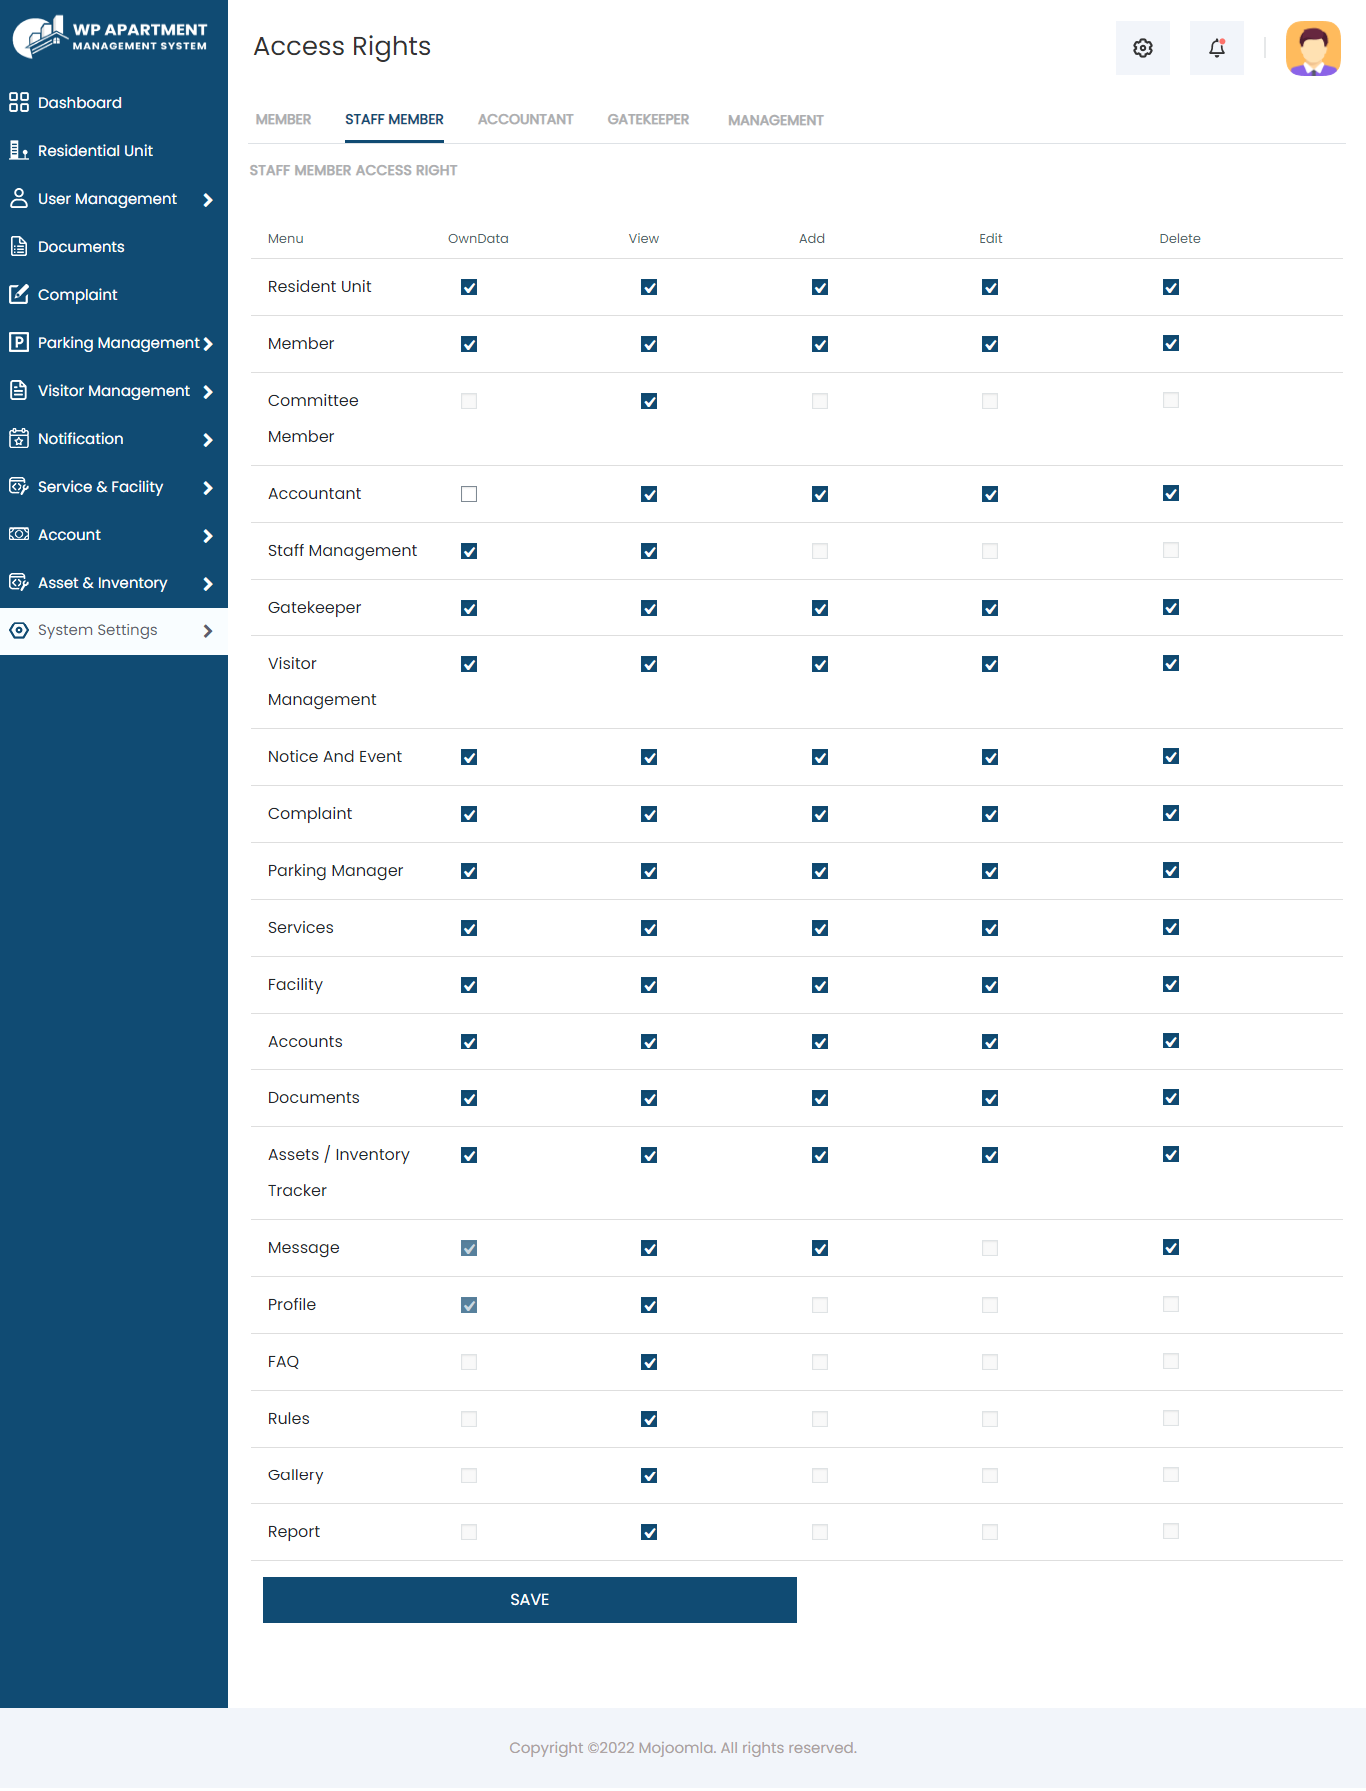 WP APARTMENT
MANAGEMENT SYSTEM
Dashboard
Residential Unit
User Management
Documents
Complaint
Parking Management
Visitor Management
Notification
Service & Facility
Account
Asset & Inventory
System Settings
Access Rights
MEMBER STAFF MEMBER ACCOUNTANT GATEKEEPER MANAGEMENT
STAFF MEMBER ACCESS RIGHT
Menu OwnData View Add Edit Delete
Resident Unit
Member
Committee
Member
Accountant
Staff Management
Gatekeeper
Visitor
Management
Notice And Event
Complaint
Parking Manager
Services
Facility
Accounts
Documents
Assets / Inventory
Tracker
Message
Profile
FAQ
Rules
Gallery
Report
SAVE
Copyright ©2022 Mojoomla. All rights reserved.